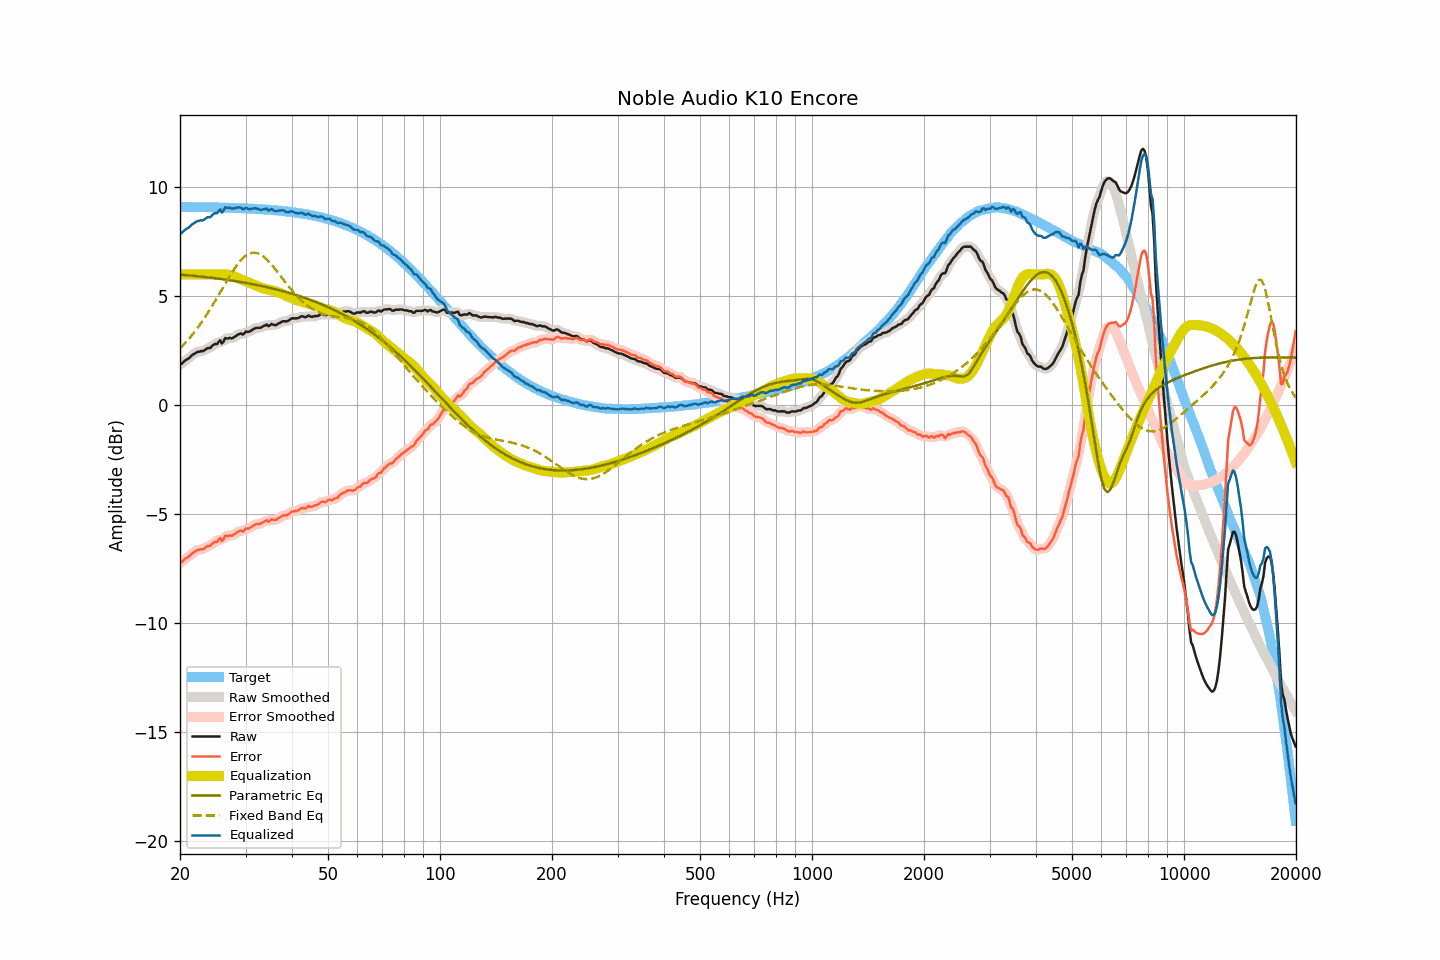 Noble Audio K10 Encore
Amplitude (dBr)
10
5
0
−5
−10
−15
−20
Target
Raw Smoothed
Error Smoothed
Raw
Error
Equalization
Parametric Eq
Fixed Band Eq
Equalized
20 50 100 200 500 1000 2000 5000 10000 20000
Frequency (Hz)